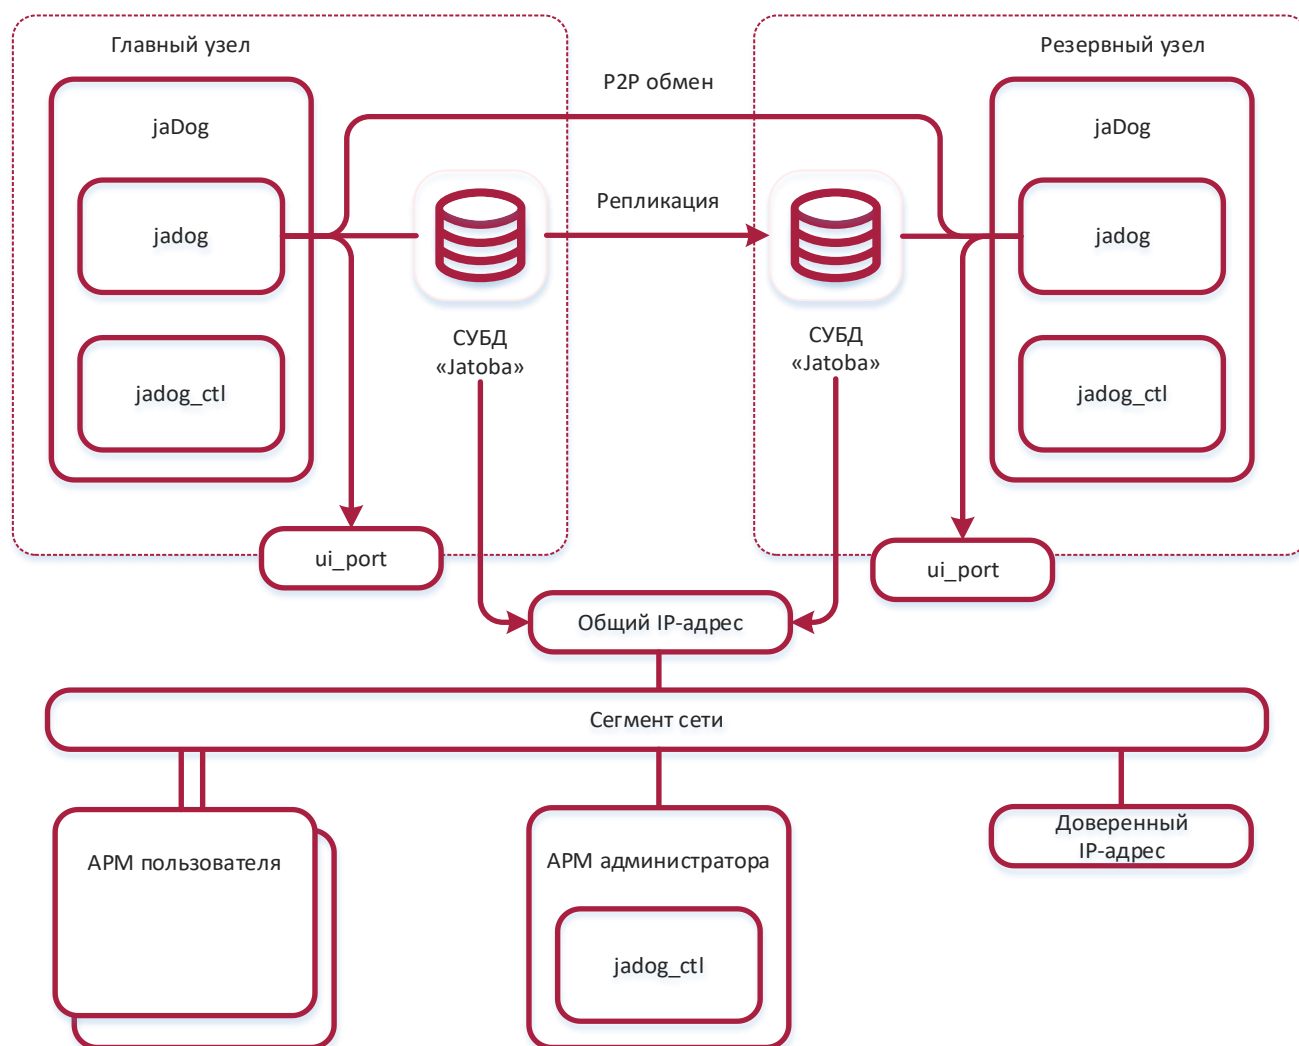 Главный узел
Резервный узел
P2P обмен
jaDog
jaDog
jadog
Репликация
jadog
СУБД
«Jatoba»
СУБД
«Jatoba»
jadog_ctl
jadog_ctl
ui_port
ui_port
Общий IP-адрес
Сегмент сети
АРМ пользователя
АРМ администратора
Доверенный
IP-адрес
jadog_ctl